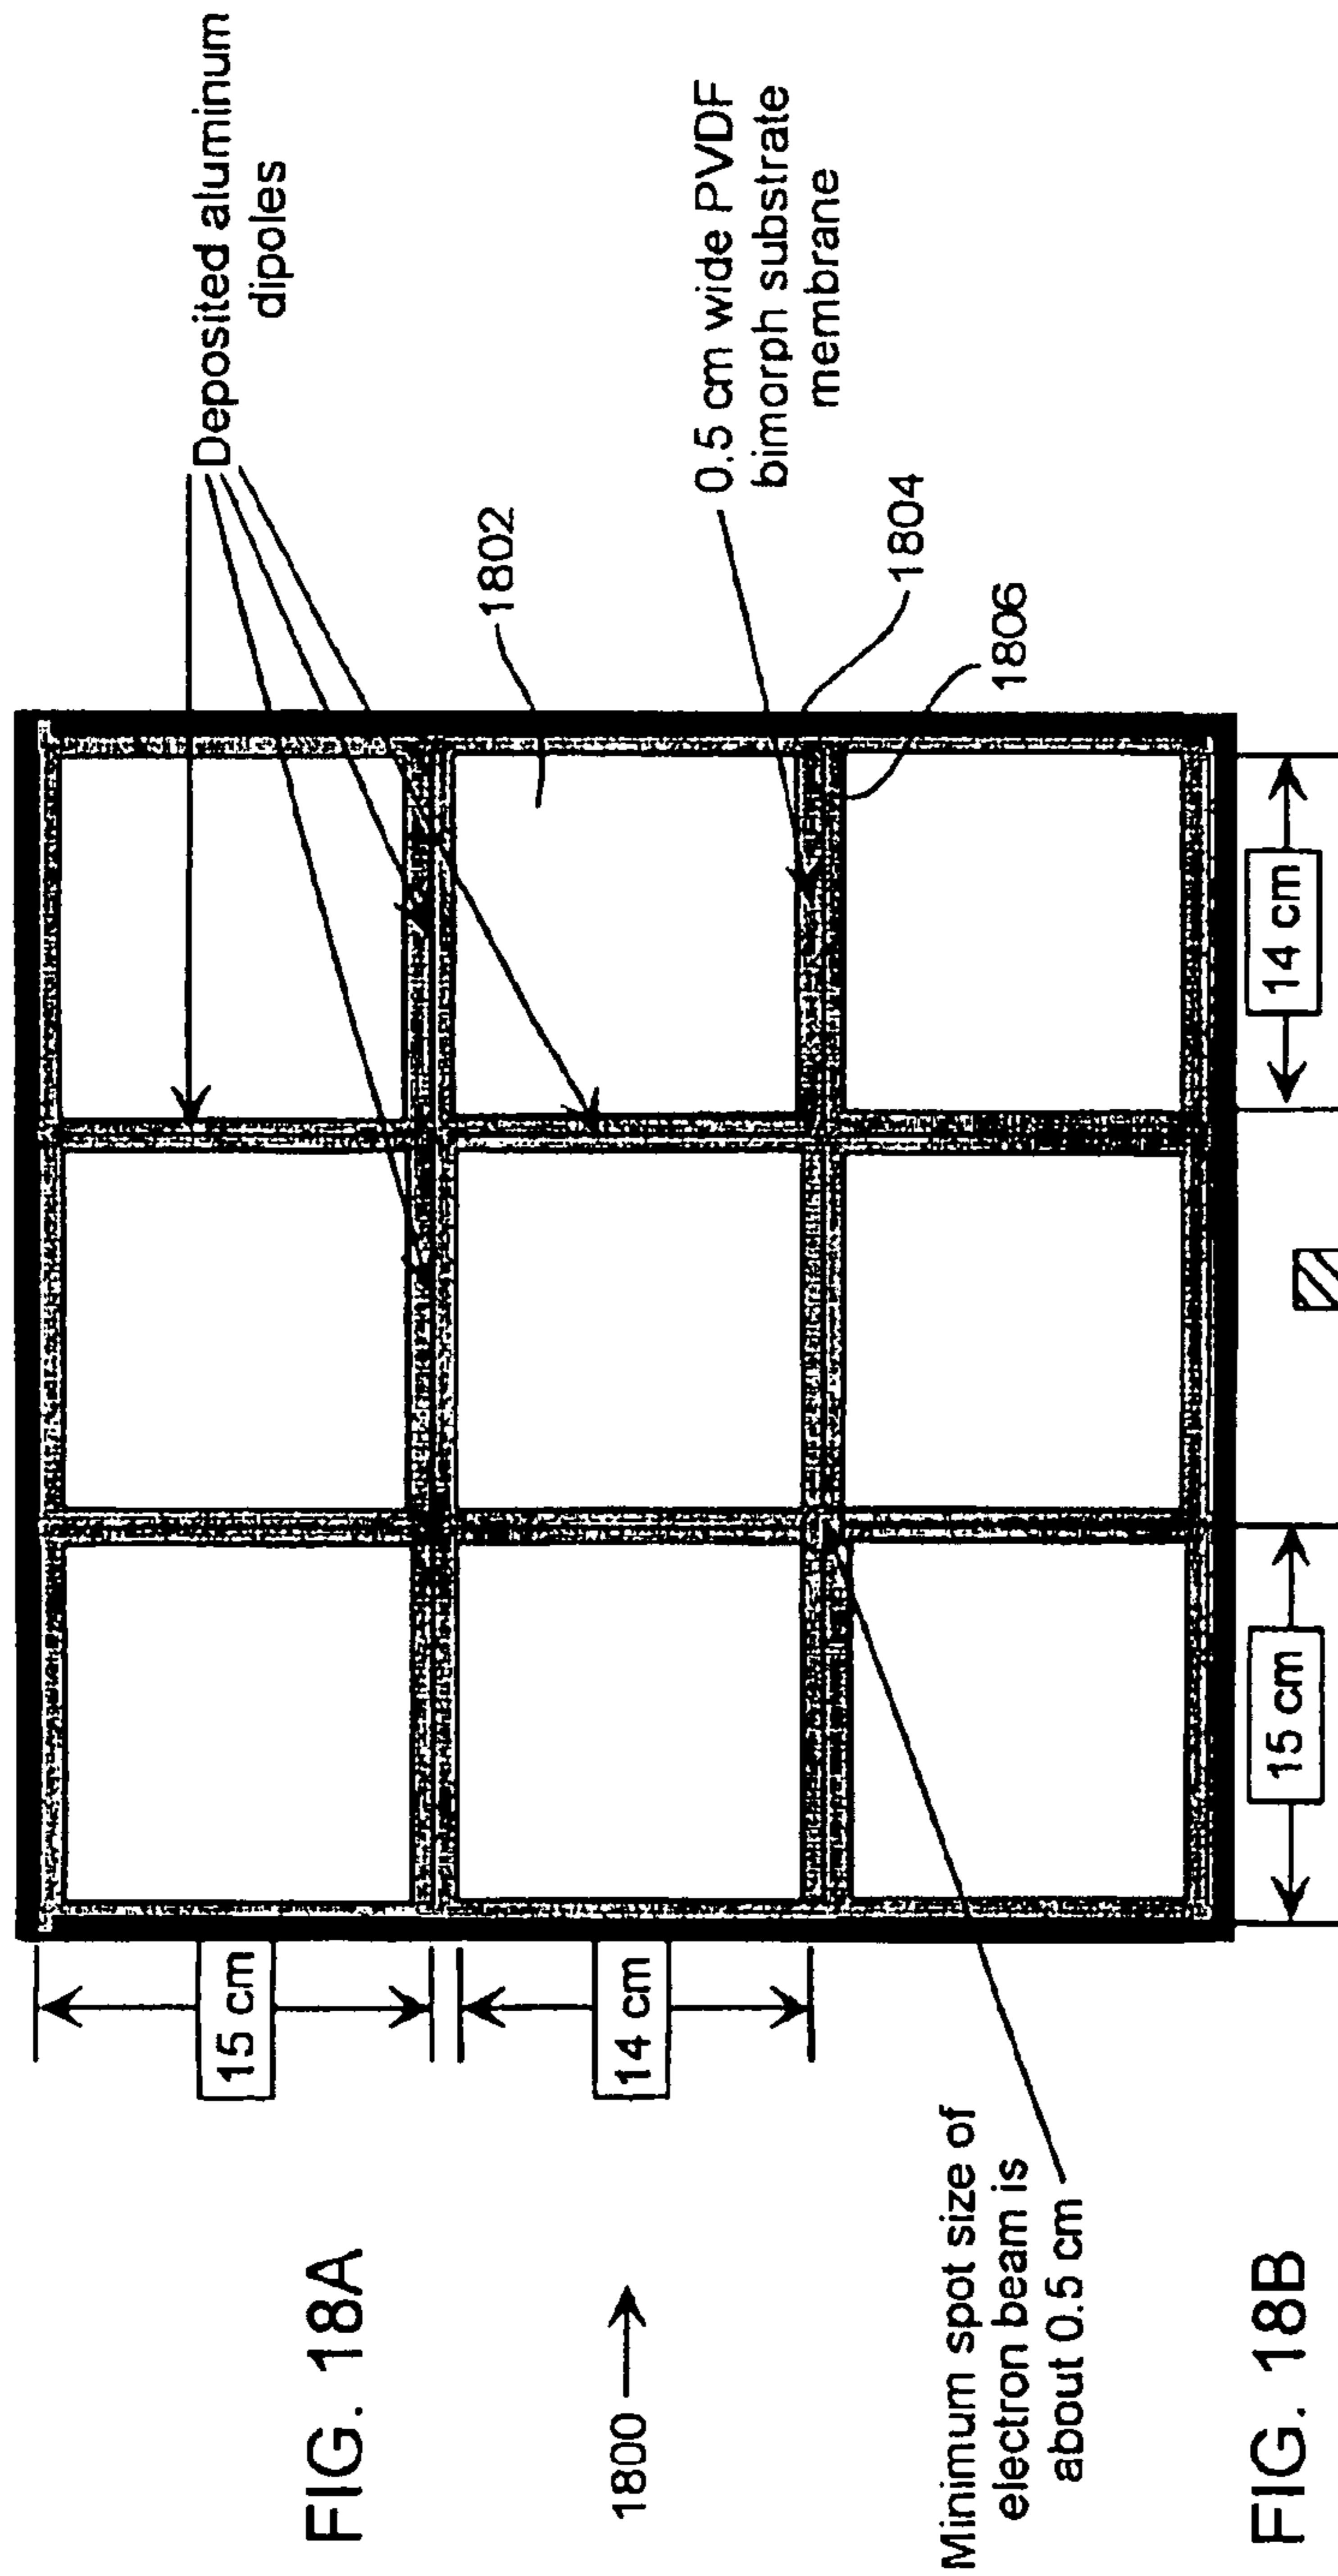 FIG. 18A
1800
Deposited aluminum
dipoles
15 cm
14 cm
1802
0.5 cm wide PVDF
bimorph substrate
membrane
1804
1806
Minimum spot size of
electron beam is
about 0.5 cm
15 cm
14 cm
FIG. 18B